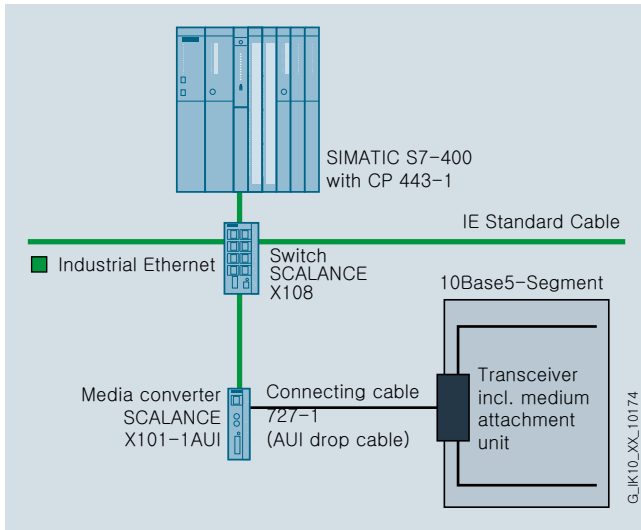 SIMATIC S7-400
with CP 443-1
IE Standard Cable
Industrial Ethernet
Switch
SCALANCE
X108
10Base5-Segment
Media converter
SCALANCE
X101-1AUI
Connecting cable
727-1
(AUI drop cable)
Transceiver
incl. medium
attachment
unit
G_IK10_XX_10174